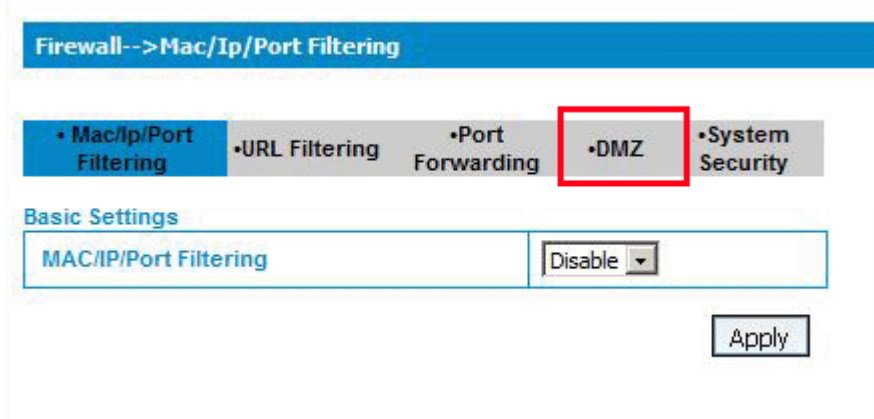 Firewall-->Mac/Ip/Port Filtering
• Mac/Ip/Port Filtering
•URL Filtering
•Port Forwarding
•DMZ
•System Security
Basic Settings
MAC/IP/Port Filtering Disable
Apply